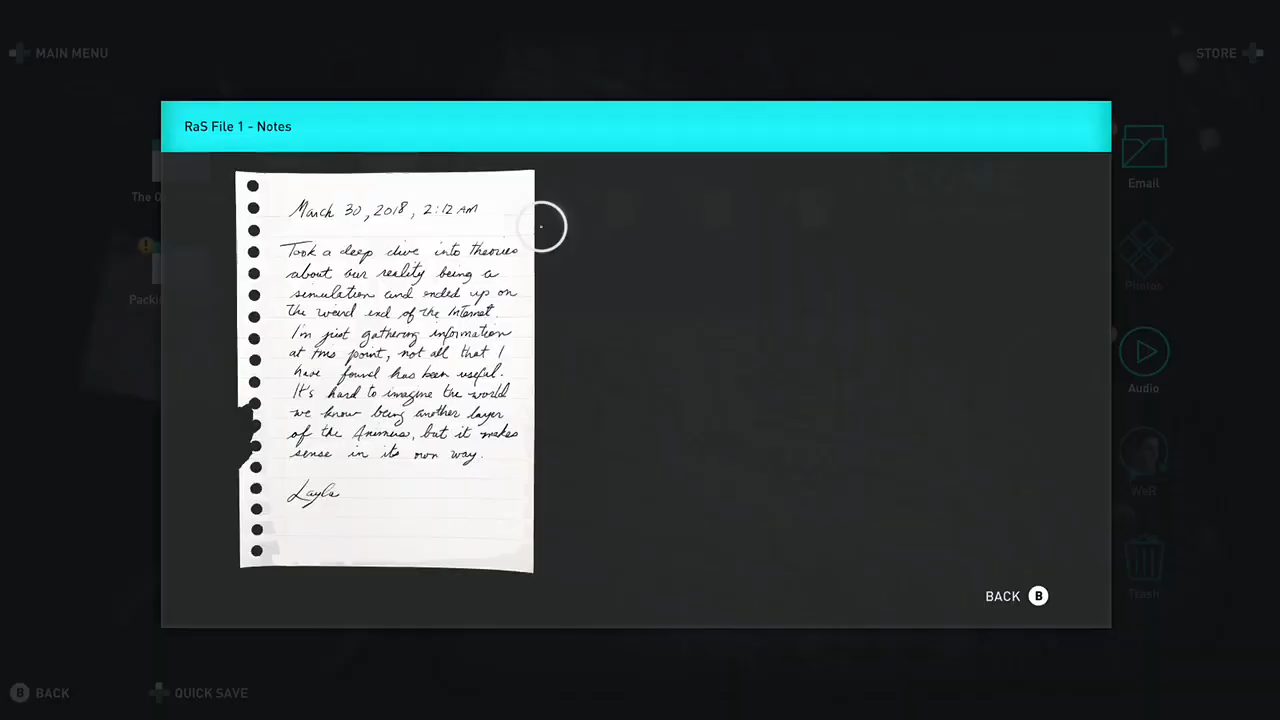 MAIN MENU
STORE
RaS File 1 - Notes
March 30, 2018, 2:12 AM
Took a deep dive into theories
about our reality being a
simulation and ended up on
the weird end of the Internet.
I'm just gathering information
at this point, not all that I
have found has been useful.
It's hard to imagine the world
we know being another layer
of the Animus, but it makes
sense in its own way.
Layla
Email
Photos
Audio
WeR
Trash
The O
Packi
BACK B
B BACK
QUICK SAVE